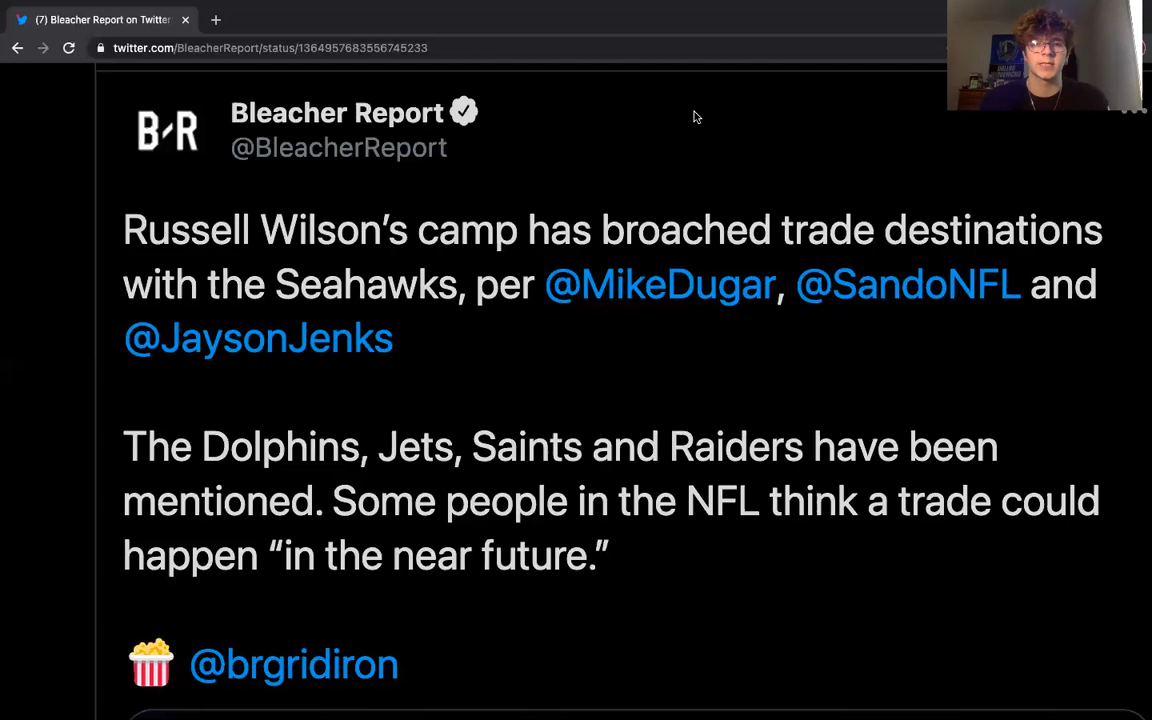 (7) Bleacher Report on Twitter
twitter.com/BleacherReport/status/1364957683556745233
B/R
Bleacher Report
@BleacherReport
Russell Wilson’s camp has broached trade destinations
with the Seahawks, per @MikeDugar, @SandoNFL and
@JaysonJenks
The Dolphins, Jets, Saints and Raiders have been
mentioned. Some people in the NFL think a trade could
happen “in the near future.”
@brgridiron